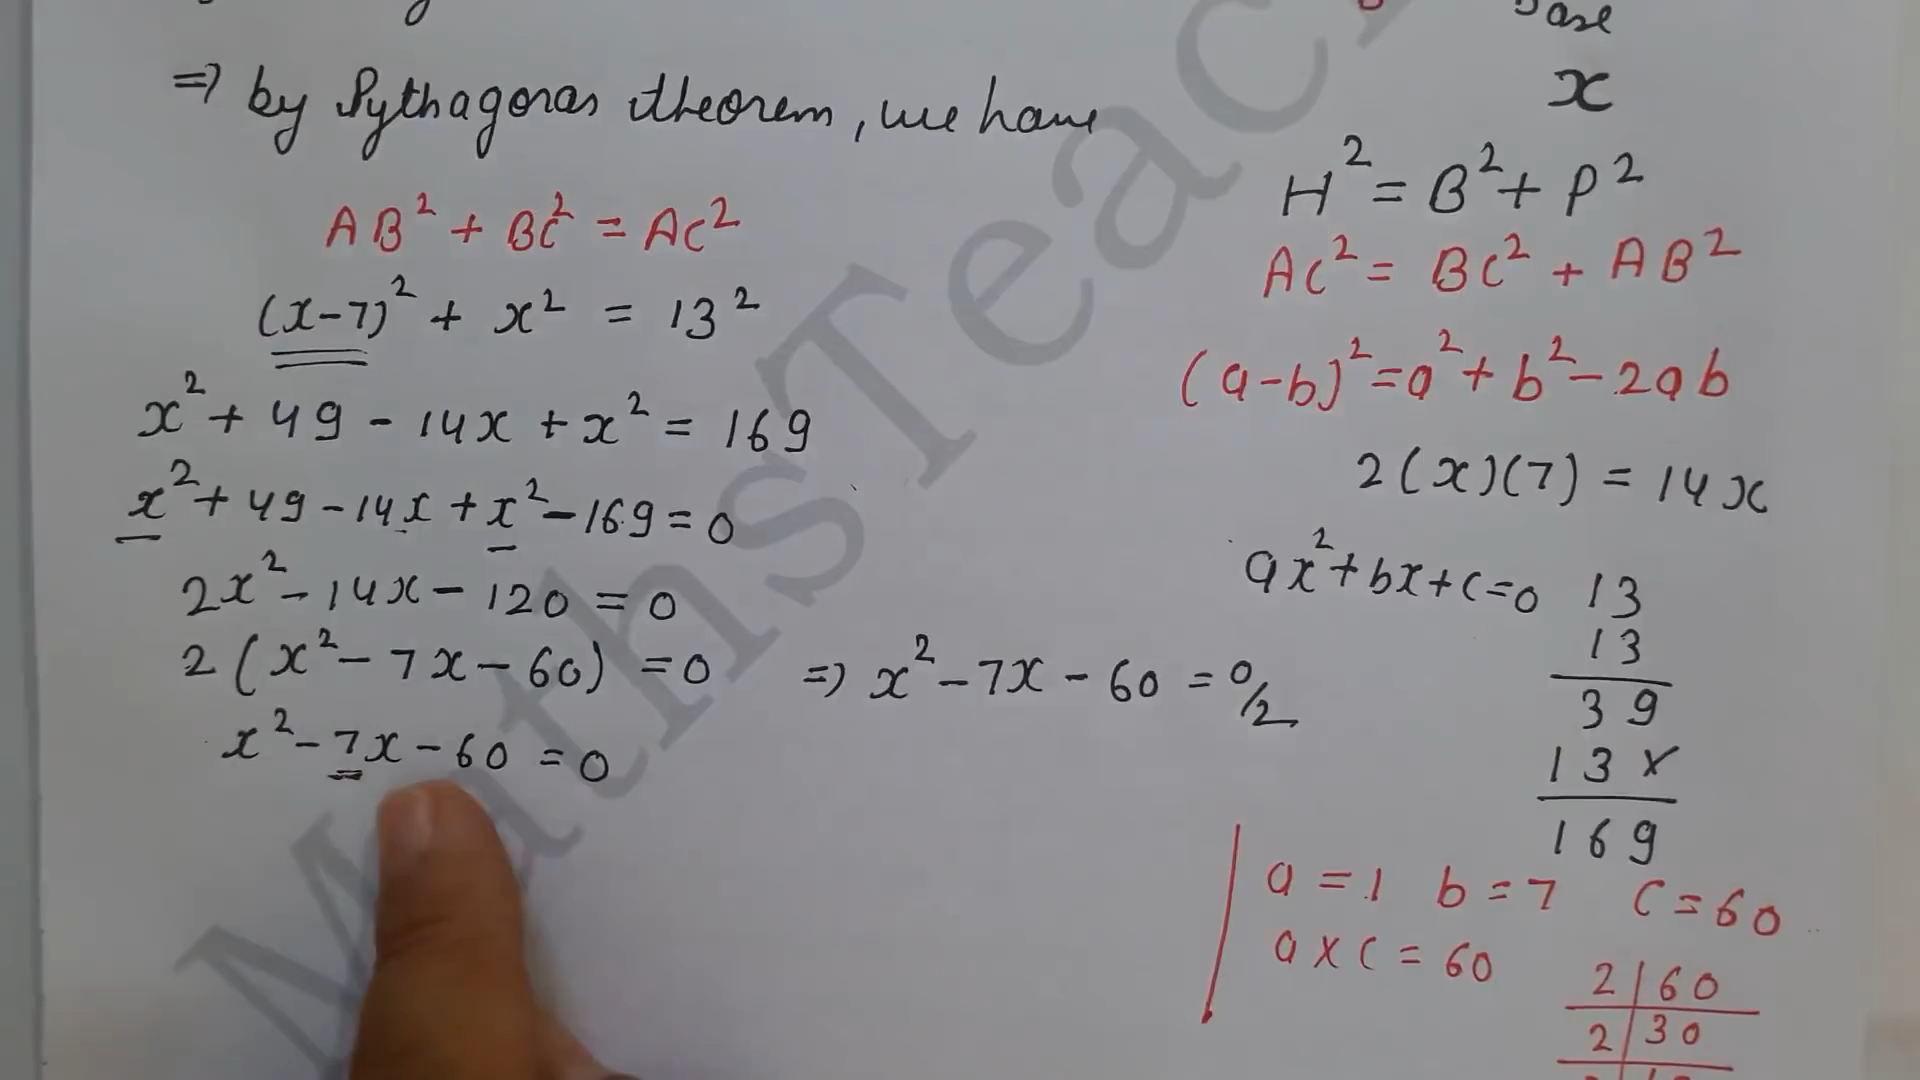 ase
⇒ by Pythagoras theorem, we have
x
AB² + BC² = AC²
(x-7)² + x² = 13²
x² + 49 - 14x + x² = 169
x² + 49 - 14x + x² - 169 = 0
2x² - 14x - 120 = 0
2(x² - 7x - 60) = 0 ⇒ x² - 7x - 60 = 0/2
x² - 7x - 60 = 0
H² = B² + P²
AC² = BC² + AB²
(a-b)² = a² + b² - 2ab
2(x)(7) = 14x
ax² + bx + c = 0
13
13
39
13×
169
a = 1 b = 7 c = 60
a × c = 60
2 | 60
2 | 30
MathsTeac